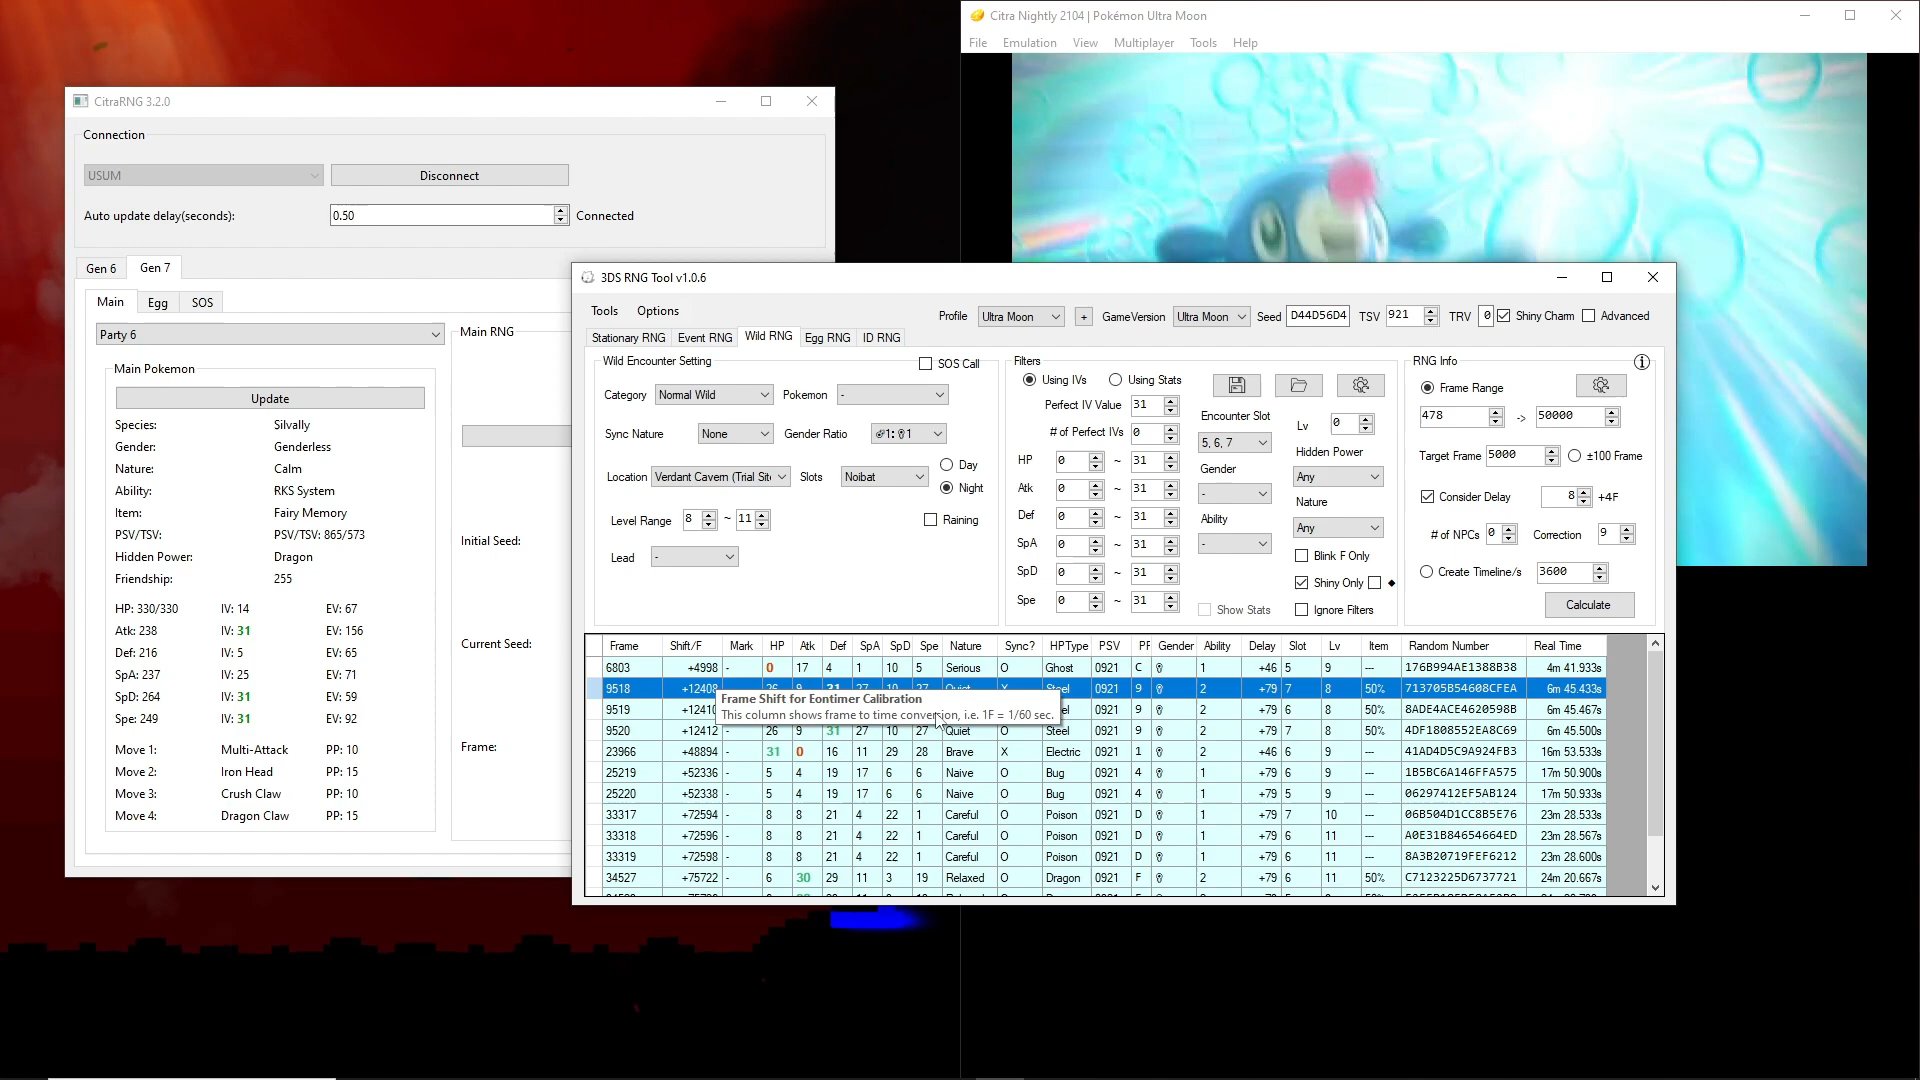 Citra Nightly 2104 | Pokémon Ultra Moon
File Emulation View Multiplayer Tools Help
CitraRNG 3.2.0
Connection
USUM Disconnect
Auto update delay(seconds): 0.50 Connected
Gen 6 Gen 7
Main Egg SOS
Party 6
Main RNG
Main Pokemon
Update
Species: Silvally
Gender: Genderless
Nature: Calm
Ability: RKS System
Item: Fairy Memory
PSV/TSV: PSV/TSV: 865/573
Hidden Power: Dragon
Friendship: 255
HP: 330/330 IV: 14 EV: 67
Atk: 238 IV: 31 EV: 156
Def: 216 IV: 5 EV: 65
SpA: 237 IV: 25 EV: 71
SpD: 264 IV: 31 EV: 59
Spe: 249 IV: 31 EV: 92
Move 1: Multi-Attack PP: 10
Move 2: Iron Head PP: 15
Move 3: Crush Claw PP: 10
Move 4: Dragon Claw PP: 15
Initial Seed:
Current Seed:
Frame:
3DS RNG Tool v1.0.6
Tools Options
Profile Ultra Moon + GameVersion Ultra Moon Seed D44D56D4 TSV 921 TRV 0 Shiny Charm Advanced
Stationary RNG Event RNG Wild RNG Egg RNG ID RNG
Wild Encounter Setting
SOS Call
Category Normal Wild Pokemon -
Sync Nature None Gender Ratio ♂1:♀1
Location Verdant Cavern (Trial Site Slots Noibat
Day
Night
Level Range 8 ~ 11 Raining
Lead -
Filters
Using IVs Using Stats
Perfect IV Value 31
# of Perfect IVs 0
HP 0 ~ 31
Atk 0 ~ 31
Def 0 ~ 31
SpA 0 ~ 31
SpD 0 ~ 31
Spe 0 ~ 31
Encounter Slot
5, 6, 7
Gender
-
Ability
-
Show Stats
Lv 0
Hidden Power
Any
Nature
Any
Blink F Only
Shiny Only ◆
Ignore Filters
RNG Info
Frame Range
478 -> 50000
Target Frame 5000 ±100 Frame
Consider Delay 8 +4F
# of NPCs 0 Correction 9
Create Timeline/s 3600
Calculate
Frame Shift/F Mark HP Atk Def SpA SpD Spe Nature Sync? HPType PSV PF Gender Ability Delay Slot Lv Item Random Number Real Time
6803 +4998 - 0 17 4 1 10 5 Serious O Ghost 0921 C ♀ 1 +46 5 9 --- 176B994AE1388B38 4m 41.933s
9518 +12408 26 9 31 27 10 27 Quiet X Steel 0921 9 ♀ 2 +79 7 8 50% 713705B54608CFEA 6m 45.433s
Frame Shift for Eontimer Calibration
This column shows frame to time conversion, i.e. 1F = 1/60 sec.
9519 +12410 0921 9 ♀ 2 +79 6 8 50% 8ADE4ACE4620598B 6m 45.467s
9520 +12412 26 9 31 27 10 27 Quiet O Steel 0921 9 ♀ 2 +79 7 8 50% 4DF1808552EA8C69 6m 45.500s
23966 +48894 - 31 0 16 11 29 28 Brave X Electric 0921 1 ♀ 2 +46 6 9 --- 41AD4D5C9A924FB3 16m 53.533s
25219 +52336 - 5 4 19 17 6 6 Naive O Bug 0921 4 ♀ 1 +79 6 9 --- 1B5BC6A146FFA575 17m 50.900s
25220 +52338 - 5 4 19 17 6 6 Naive O Bug 0921 4 ♀ 1 +79 5 9 --- 06297412EF5AB124 17m 50.933s
33317 +72594 - 8 8 21 4 22 1 Careful O Poison 0921 D ♀ 1 +79 7 10 --- 06B504D1CC8B5E76 23m 28.533s
33318 +72596 - 8 8 21 4 22 1 Careful O Poison 0921 D ♀ 1 +79 6 11 --- A0E31B84654664ED 23m 28.567s
33319 +72598 - 8 8 21 4 22 1 Careful O Poison 0921 D ♀ 1 +79 6 11 --- 8A3B20719FEF6212 23m 28.600s
34527 +75722 - 6 30 29 11 3 19 Relaxed O Dragon 0921 F ♀ 2 +79 6 11 50% C7123225D6737721 24m 20.667s